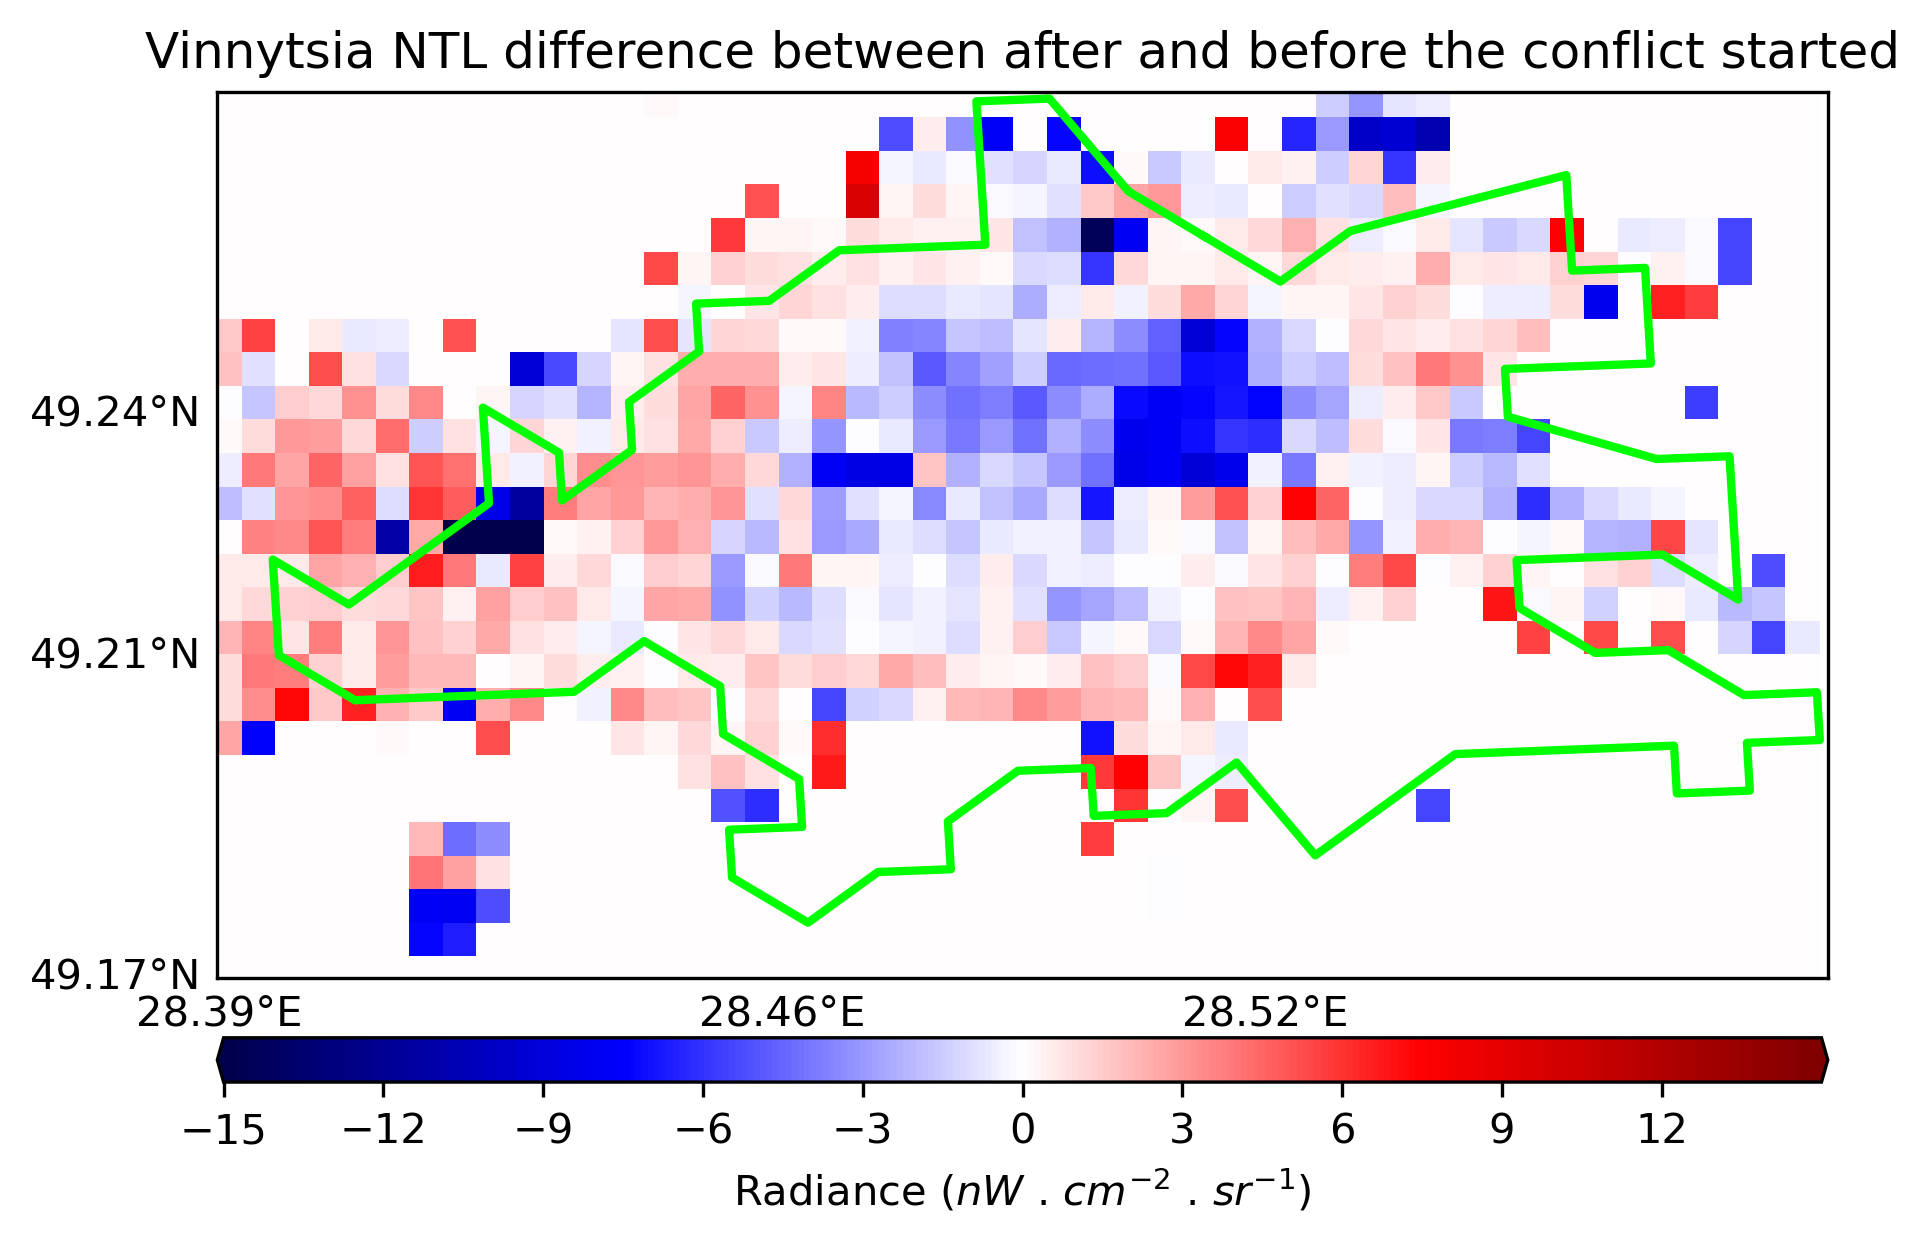 Vinnytsia NTL difference between after and before the conflict started
49.24°N
49.21°N
49.17°N
28.39°E 28.46°E 28.52°E
−15 −12 −9 −6 −3 0 3 6 9 12
Radiance (nW . cm⁻² . sr⁻¹)